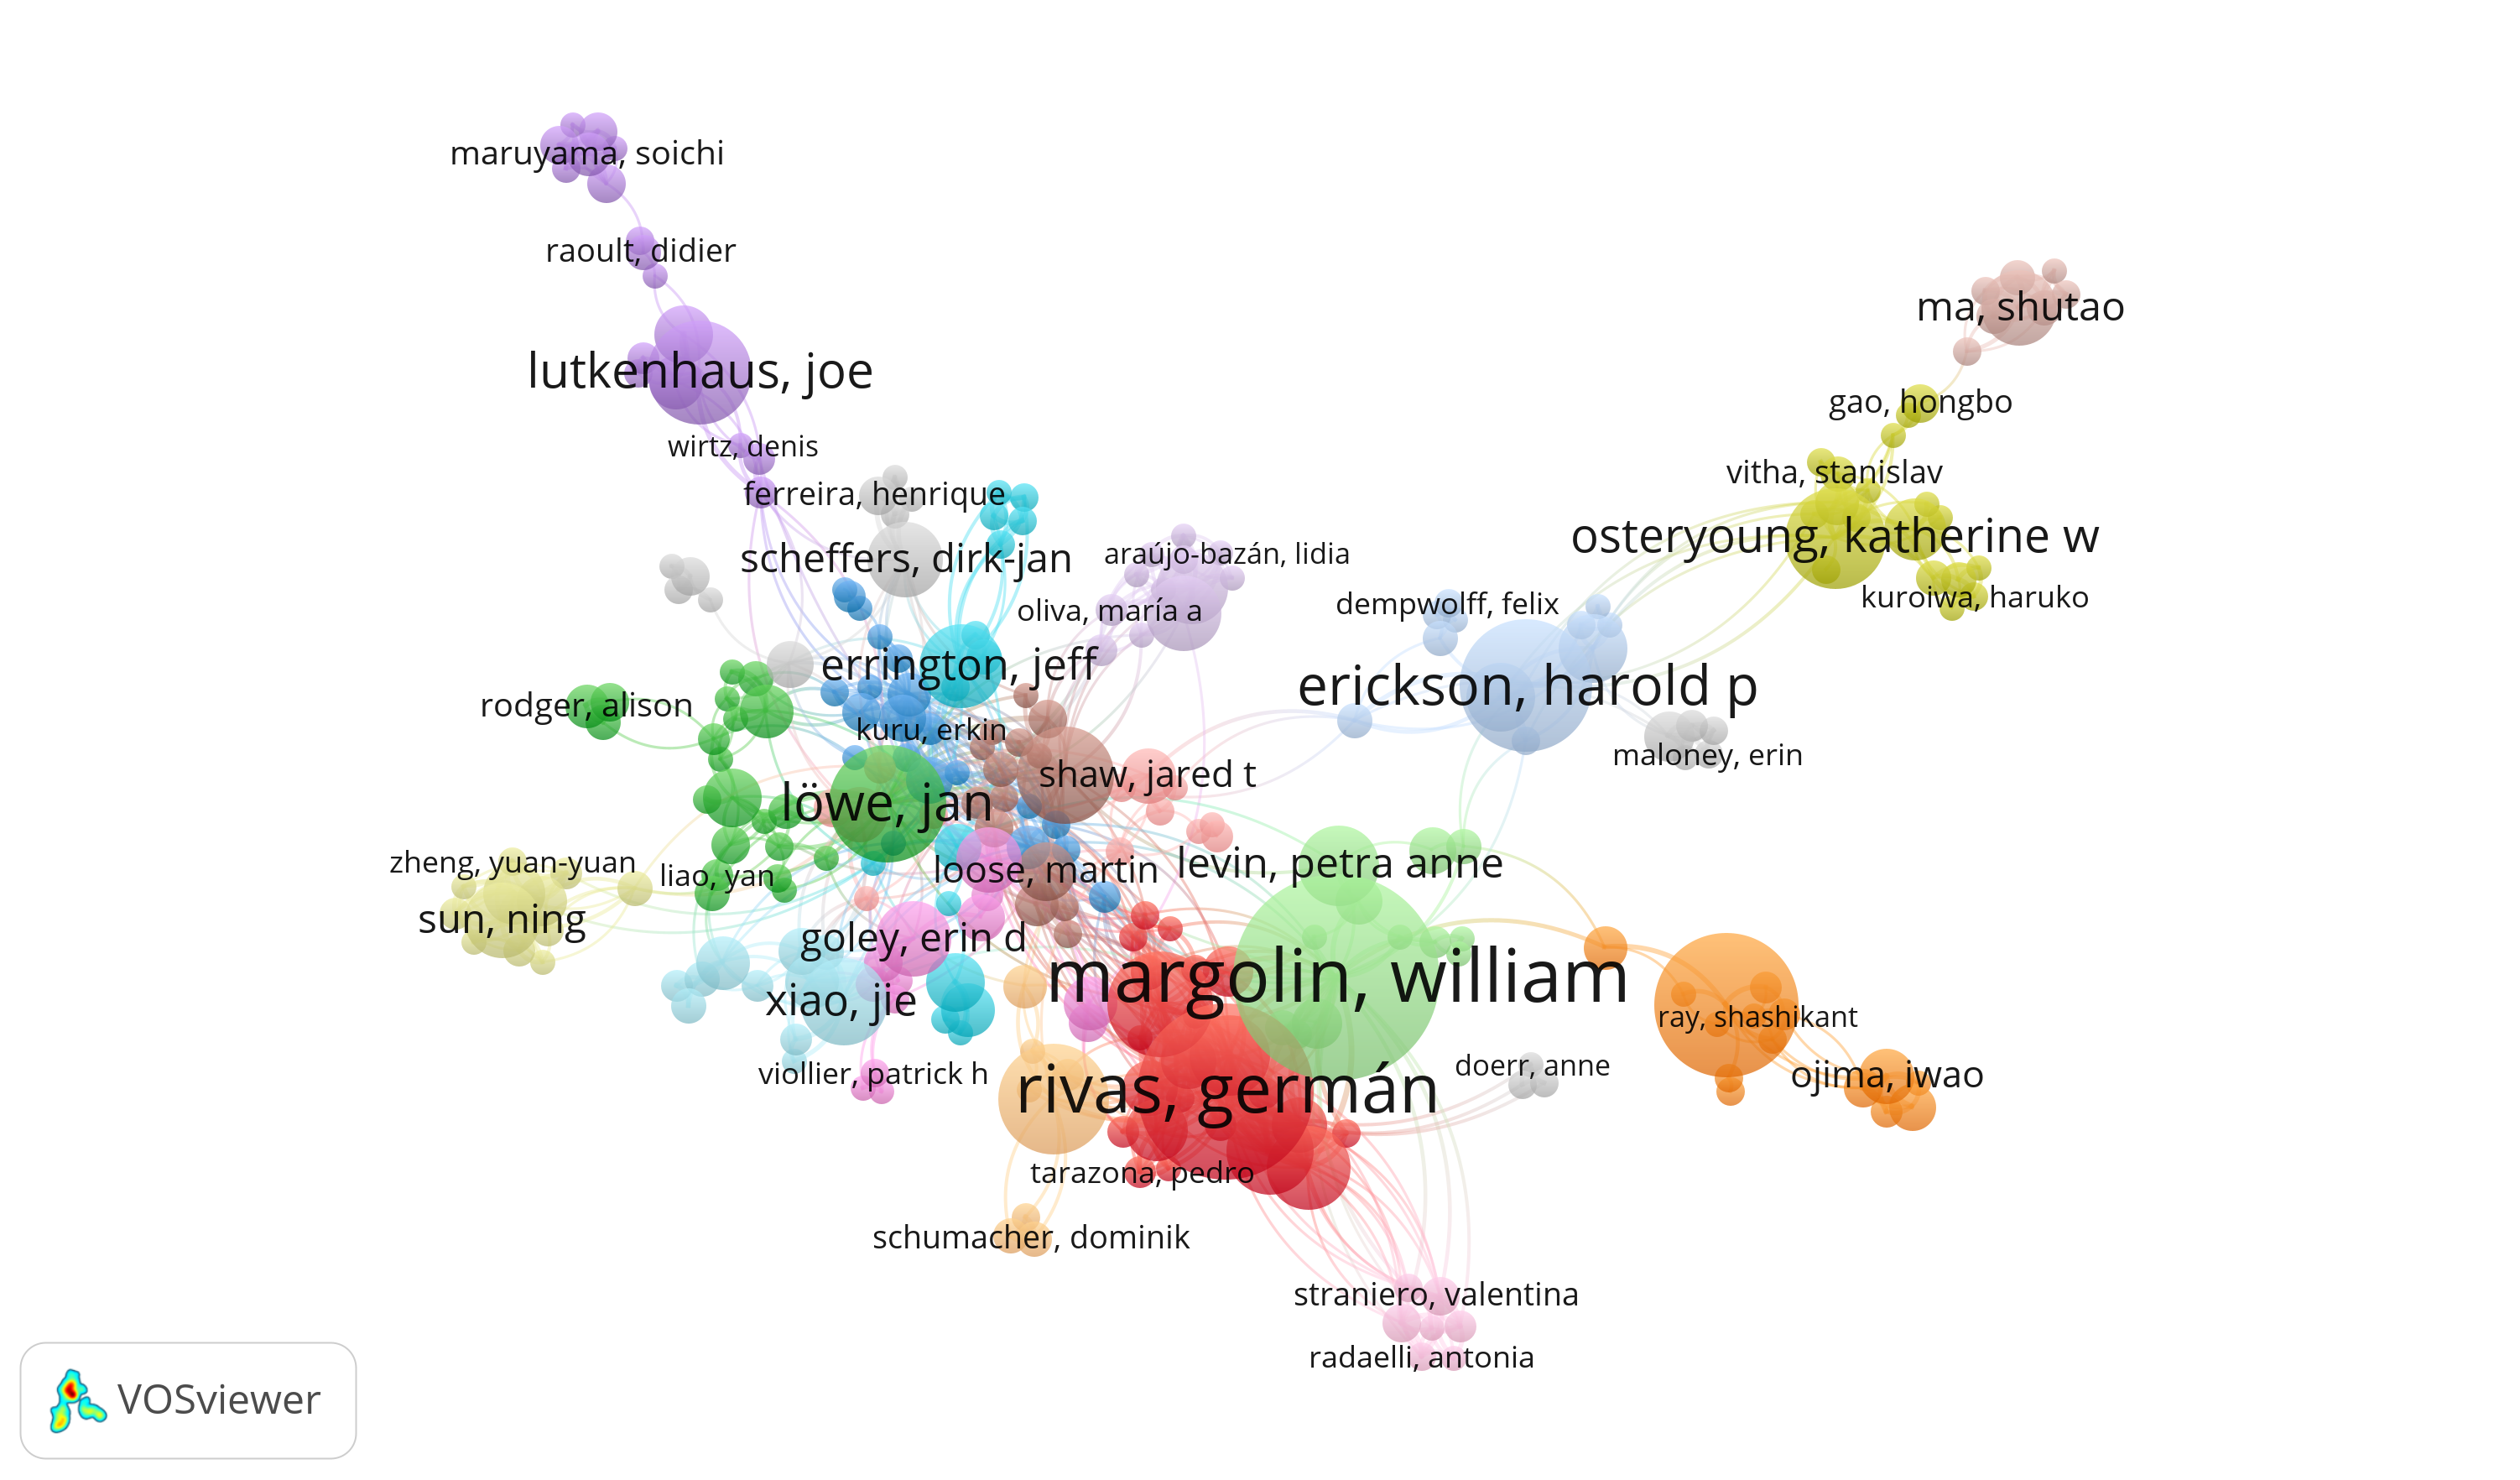 maruyama, soichi
raoult, didier
ma, shutao
lutkenhaus, joe
gao, hongbo
wirtz, denis
vitha, stanislav
ferreira, henrique
osteryoung, katherine w
scheffers, dirk-jan
araújo-bazán, lidia
kuroiwa, haruko
oliva, maría a
dempwolff, felix
errington, jeff
erickson, harold p
rodger, alison
kuru, erkin
maloney, erin
shaw, jared t
löwe, jan
zheng, yuan-yuan
liao, yan
loose, martin
levin, petra anne
sun, ning
goley, erin d
margolin, william
xiao, jie
ray, shashikant
viollier, patrick h
rivas, germán
doerr, anne
ojima, iwao
tarazona, pedro
schumacher, dominik
straniero, valentina
radaelli, antonia
VOSviewer